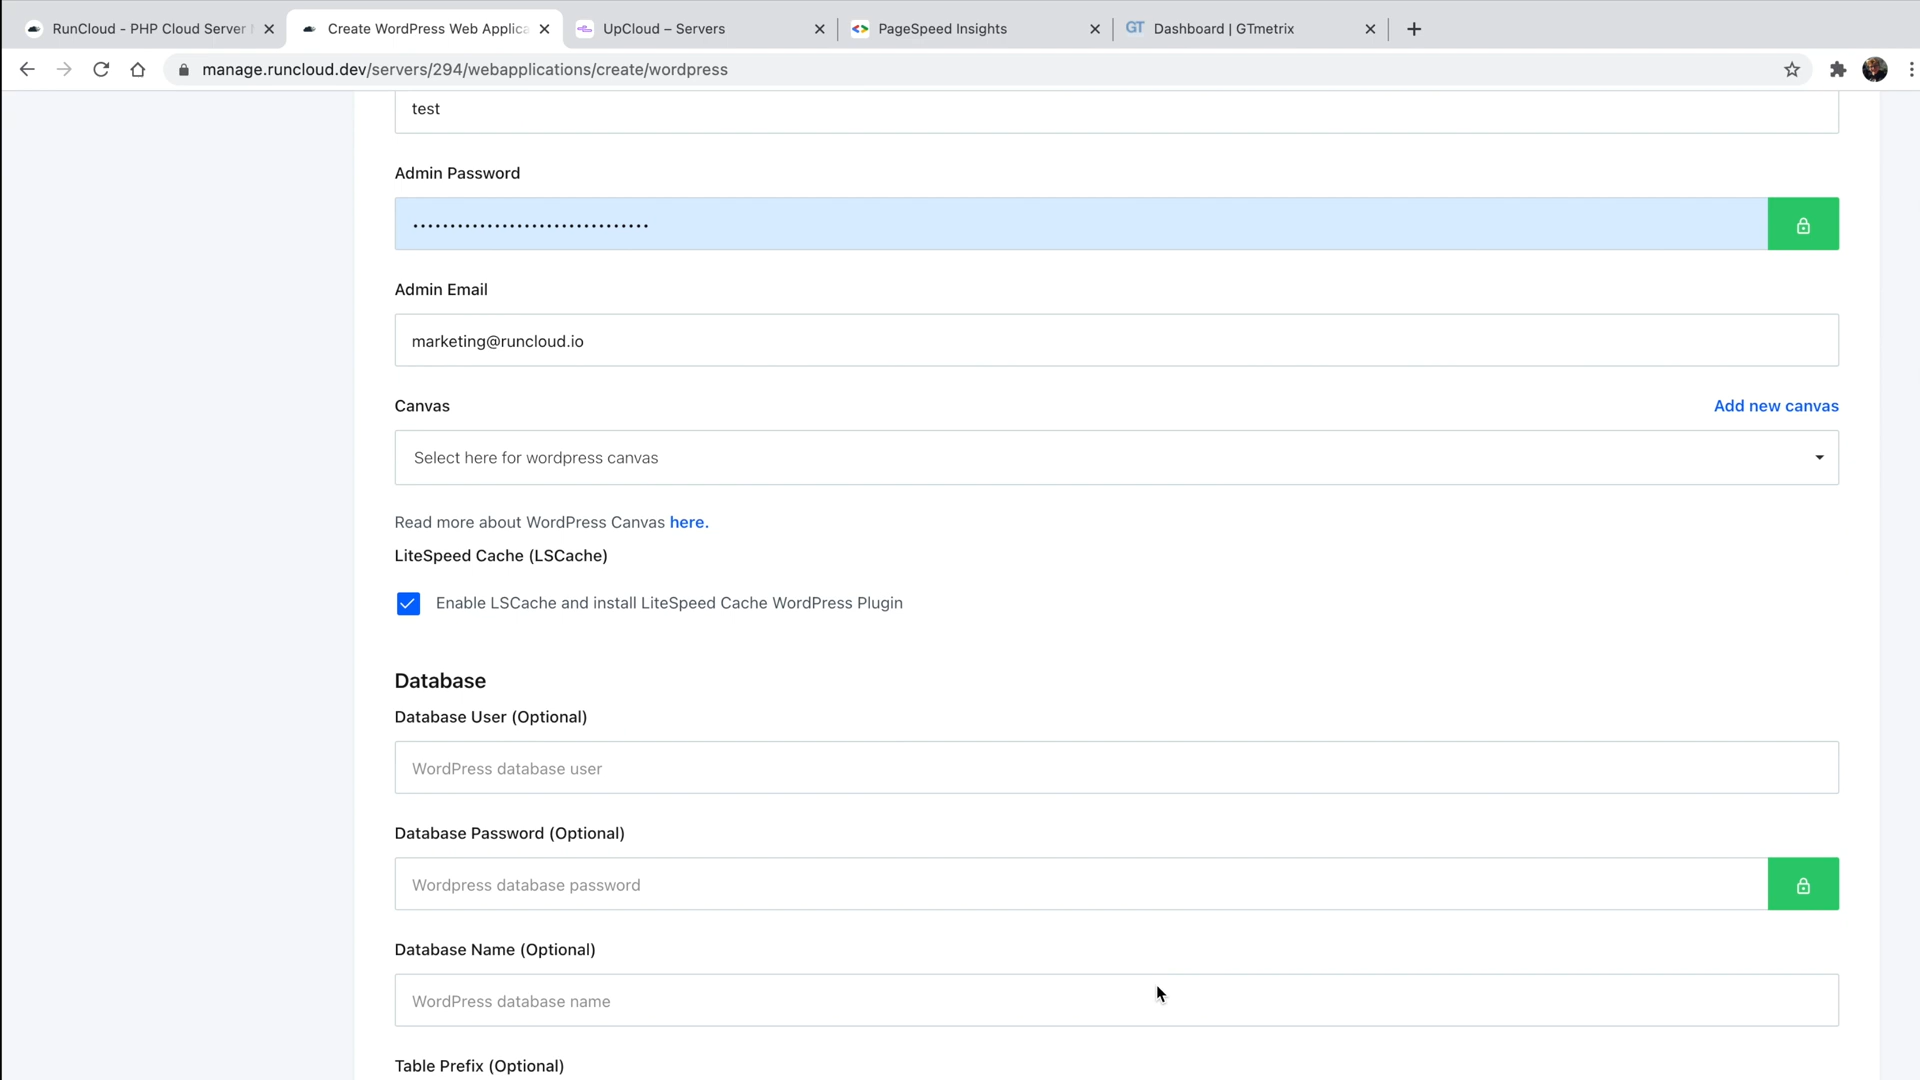 RunCloud - PHP Cloud Server
Create WordPress Web Applica
UpCloud – Servers
PageSpeed Insights
GT Dashboard | GTmetrix
manage.runcloud.dev/servers/294/webapplications/create/wordpress
test
Admin Password
••••••••••••••••••••••••••••••••
Admin Email
marketing@runcloud.io
Canvas
Add new canvas
Select here for wordpress canvas
Read more about WordPress Canvas here.
LiteSpeed Cache (LSCache)
Enable LSCache and install LiteSpeed Cache WordPress Plugin
Database
Database User (Optional)
WordPress database user
Database Password (Optional)
Wordpress database password
Database Name (Optional)
WordPress database name
Table Prefix (Optional)